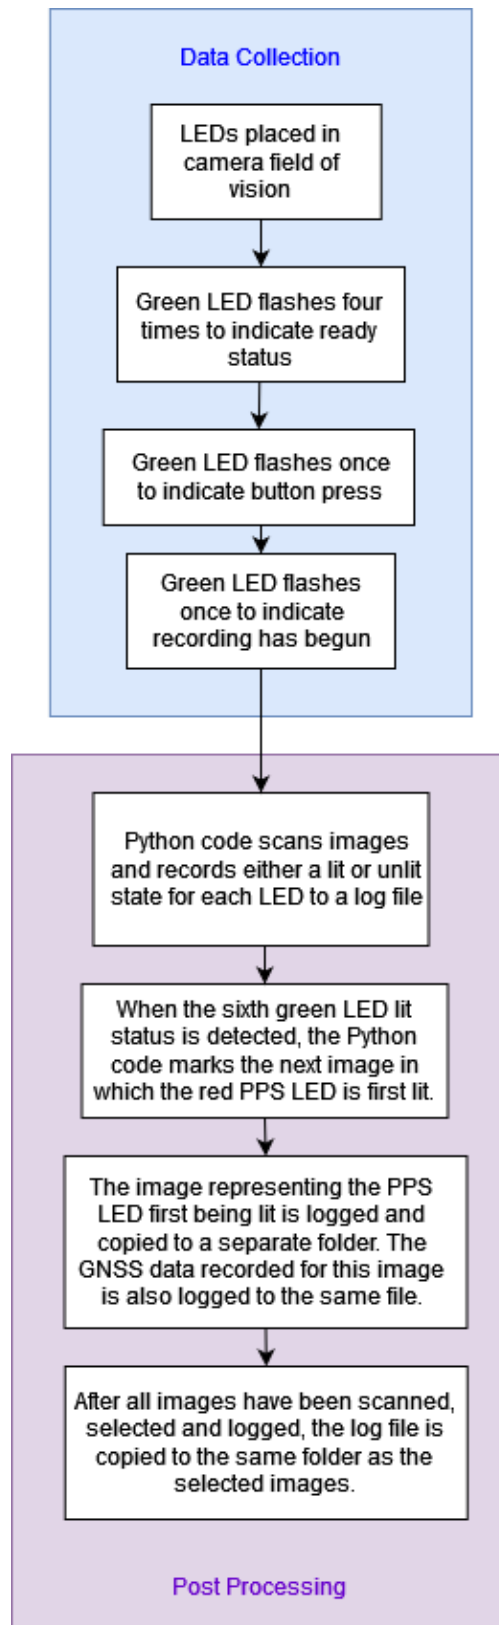 Data Collection
LEDs placed in
camera field of
vision
Green LED flashes four
times to indicate ready
status
Green LED flashes once
to indicate button press
Green LED flashes
once to indicate
recording has begun
Python code scans images
and records either a lit or unlit
state for each LED to a log file
When the sixth green LED lit
status is detected, the Python
code marks the next image in
which the red PPS LED is first lit.
The image representing the PPS
LED first being lit is logged and
copied to a separate folder. The
GNSS data recorded for this image
is also logged to the same file.
After all images have been scanned,
selected and logged, the log file is
copied to the same folder as the
selected images.
Post Processing